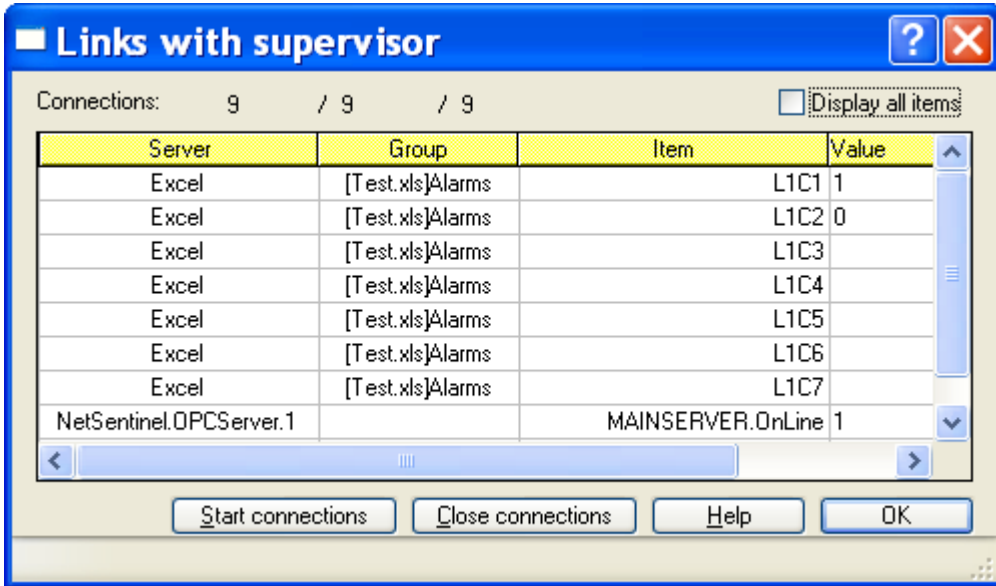 Links with supervisor
Connections: 9 / 9 / 9 Display all items
Server Group Item Value
Excel [Test.xls]Alarms L1C1 1
Excel [Test.xls]Alarms L1C2 0
Excel [Test.xls]Alarms L1C3
Excel [Test.xls]Alarms L1C4
Excel [Test.xls]Alarms L1C5
Excel [Test.xls]Alarms L1C6
Excel [Test.xls]Alarms L1C7
NetSentinel.OPCServer.1 MAINSERVER.OnLine 1
Start connections Close connections Help OK